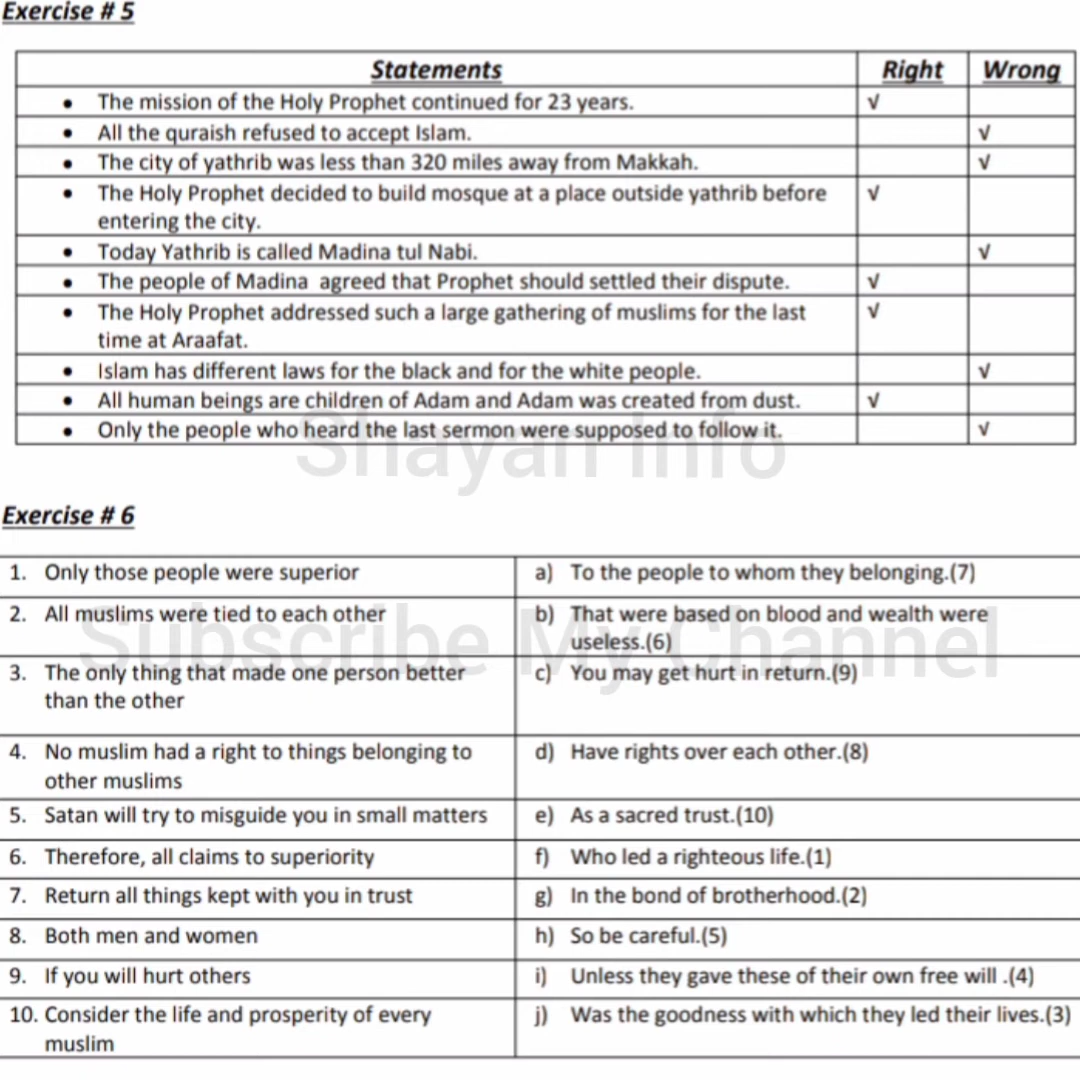 Exercise # 5
Statements Right Wrong
• The mission of the Holy Prophet continued for 23 years. √
• All the quraish refused to accept Islam. √
• The city of yathrib was less than 320 miles away from Makkah. √
• The Holy Prophet decided to build mosque at a place outside yathrib before √
entering the city.
• Today Yathrib is called Madina tul Nabi. √
• The people of Madina agreed that Prophet should settled their dispute. √
• The Holy Prophet addressed such a large gathering of muslims for the last √
time at Araafat.
• Islam has different laws for the black and for the white people. √
• All human beings are children of Adam and Adam was created from dust. √
• Only the people who heard the last sermon were supposed to follow it. √
Shayan Info
Exercise # 6
1. Only those people were superior a) To the people to whom they belonging.(7)
2. All muslims were tied to each other b) That were based on blood and wealth were
useless.(6)
Subscribe My Channel
3. The only thing that made one person better c) You may get hurt in return.(9)
than the other
4. No muslim had a right to things belonging to d) Have rights over each other.(8)
other muslims
5. Satan will try to misguide you in small matters e) As a sacred trust.(10)
6. Therefore, all claims to superiority f) Who led a righteous life.(1)
7. Return all things kept with you in trust g) In the bond of brotherhood.(2)
8. Both men and women h) So be careful.(5)
9. If you will hurt others i) Unless they gave these of their own free will .(4)
10. Consider the life and prosperity of every j) Was the goodness with which they led their lives.(3)
muslim